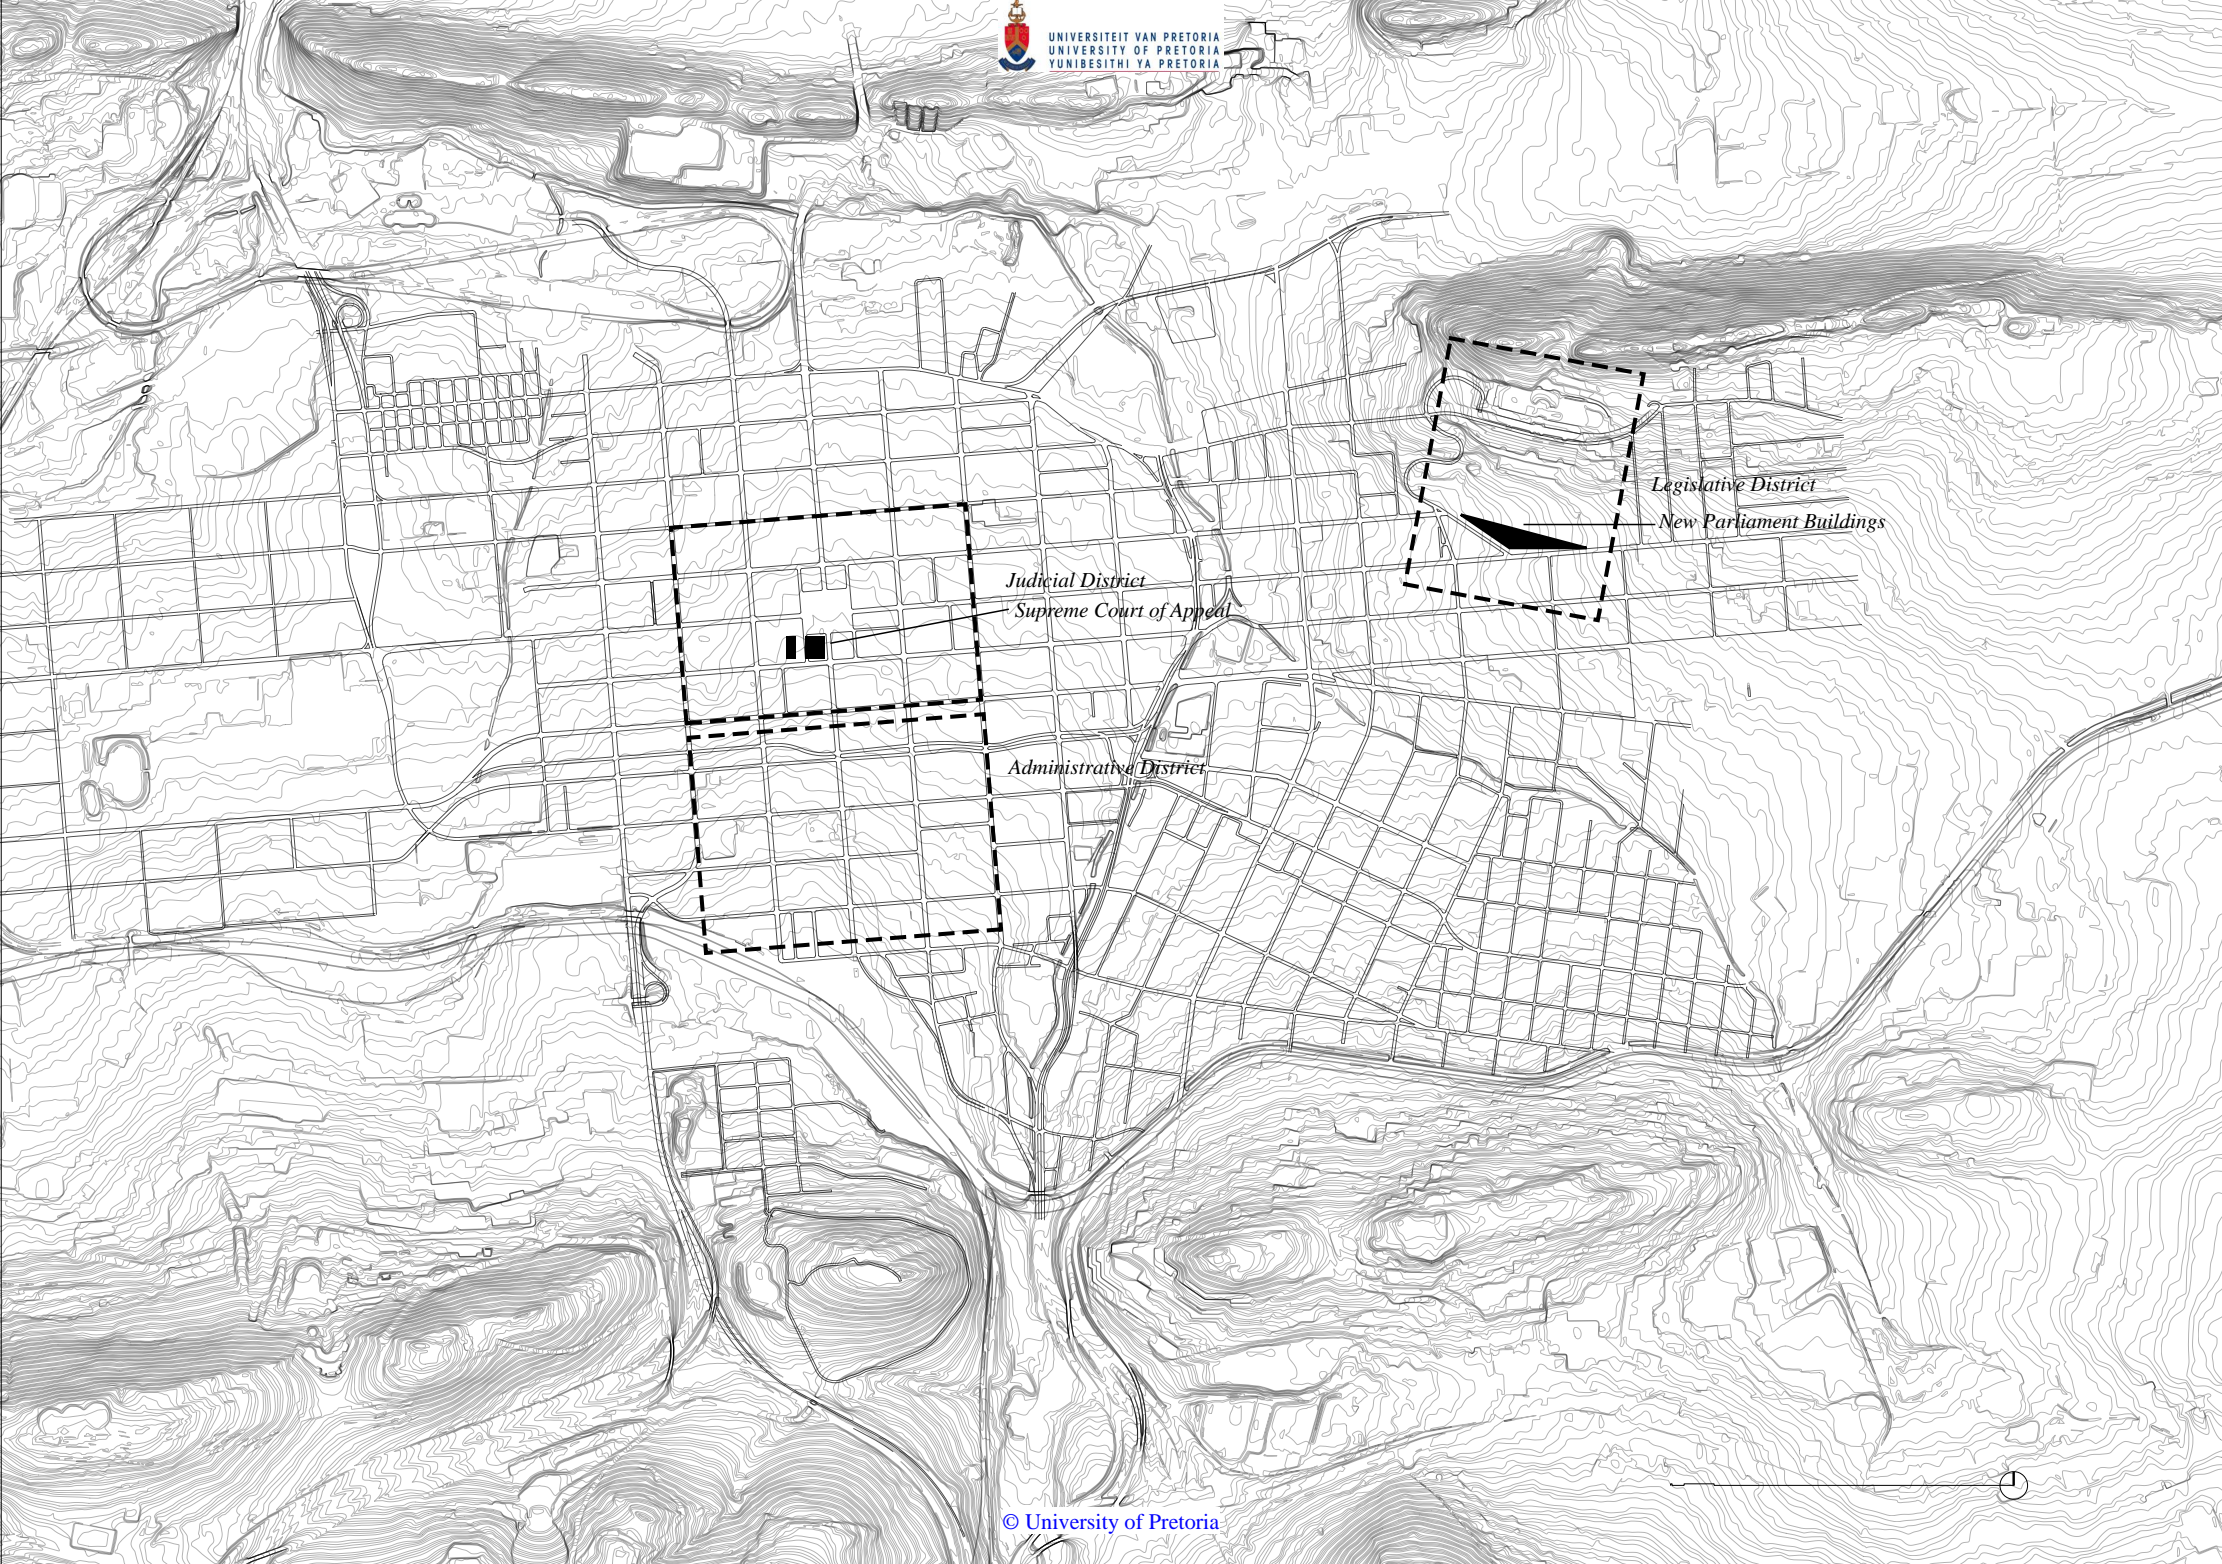 UNIVERSITEIT VAN PRETORIA
UNIVERSITY OF PRETORIA
YUNIBESITHI YA PRETORIA
Legislative District
New Parliament Buildings
Judicial District
Supreme Court of Appeal
Administrative District
© University of Pretoria